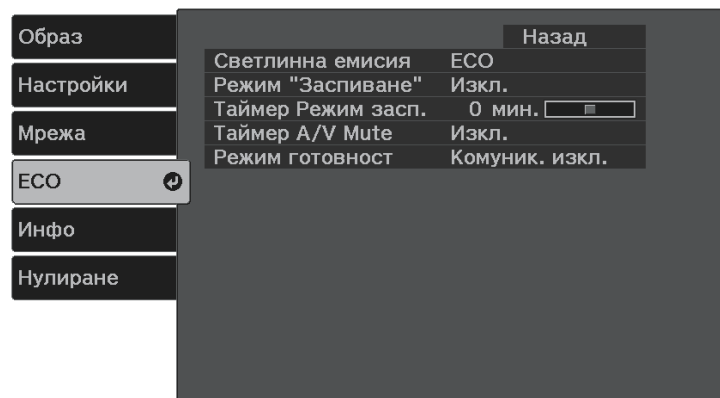 Образ
Настройки
Мрежа
ECO
Инфо
Нулиране
Назад
Светлинна емисия ECO
Режим "Заспиване" Изкл.
Таймер Режим засп. 0 мин.
Таймер A/V Mute Изкл.
Режим готовност Комуник. изкл.